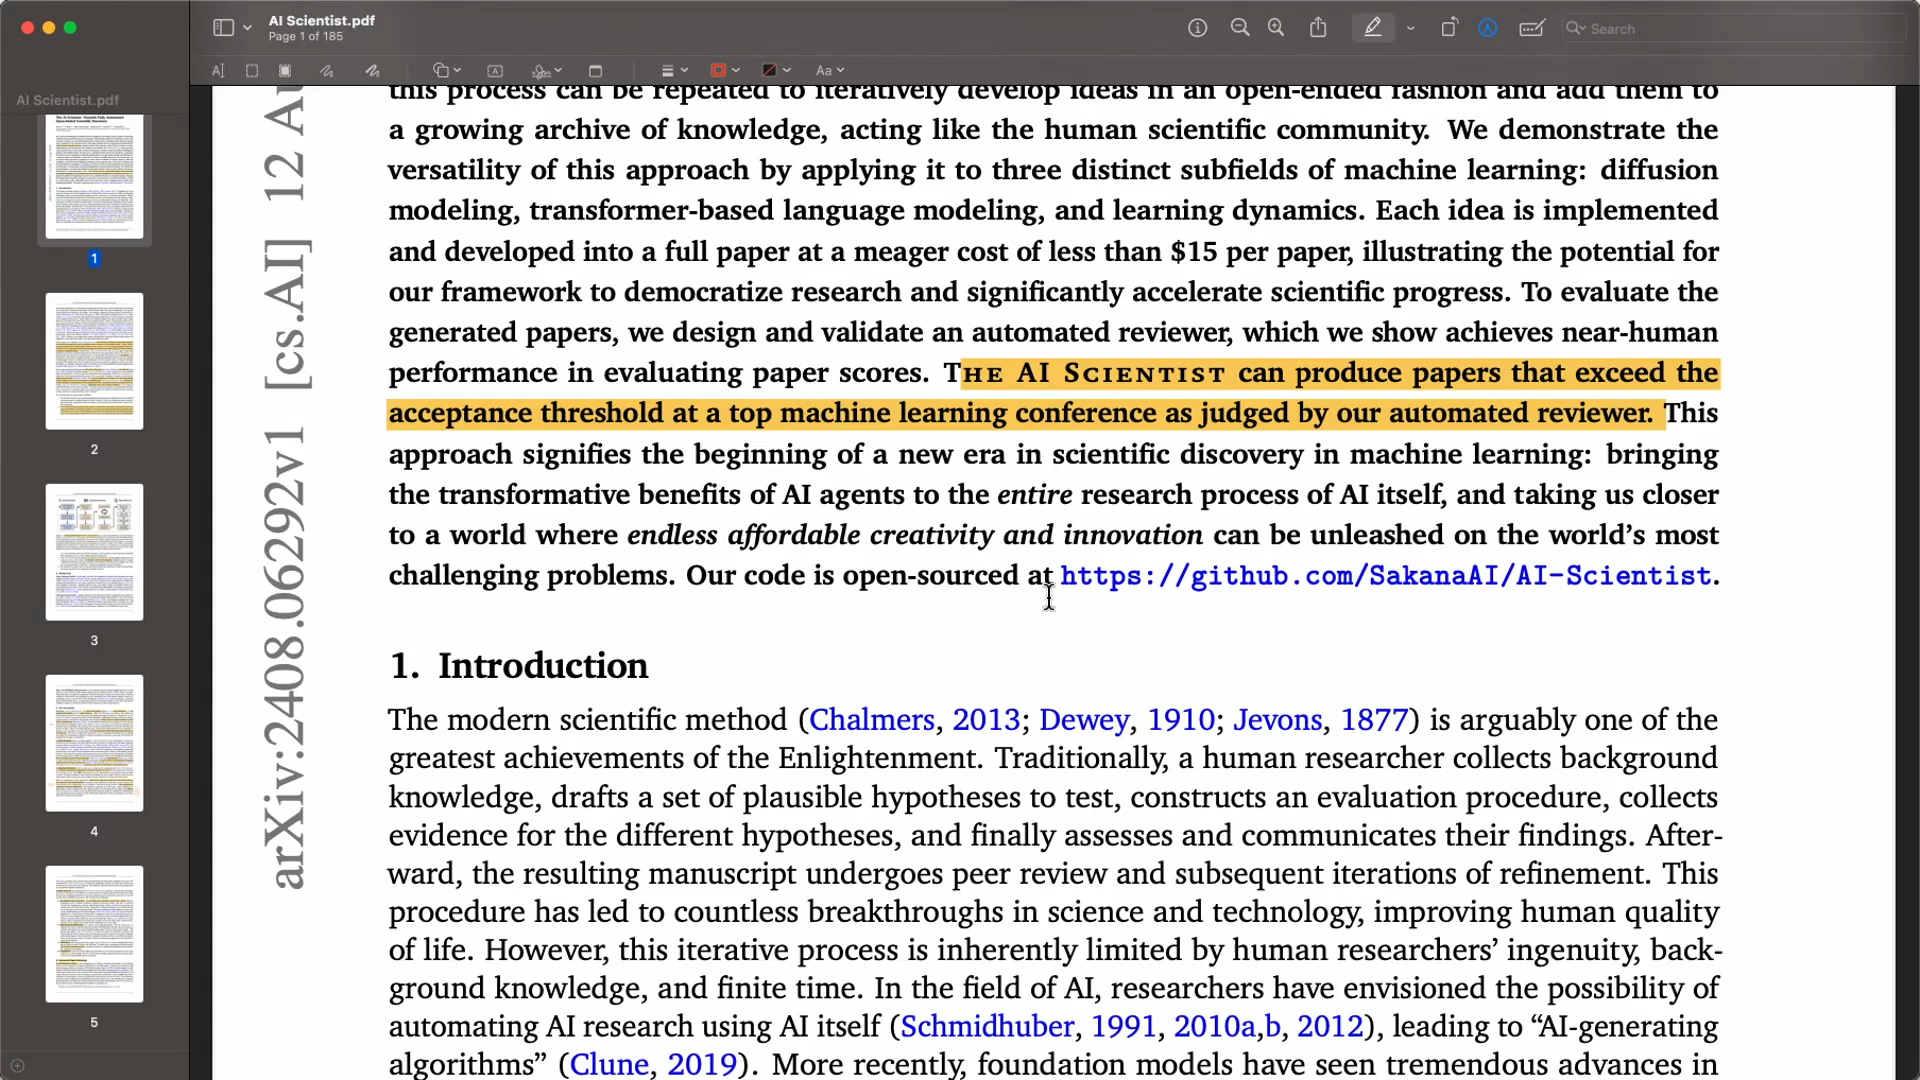 AI Scientist.pdf
Page 1 of 185
Search
Aa
AI Scientist.pdf
1
2
3
4
5
arXiv:2408.06292v1 [cs.AI] 12 Au
this process can be repeated to iteratively develop ideas in an open-ended fashion and add them to
a growing archive of knowledge, acting like the human scientific community. We demonstrate the
versatility of this approach by applying it to three distinct subfields of machine learning: diffusion
modeling, transformer-based language modeling, and learning dynamics. Each idea is implemented
and developed into a full paper at a meager cost of less than $15 per paper, illustrating the potential for
our framework to democratize research and significantly accelerate scientific progress. To evaluate the
generated papers, we design and validate an automated reviewer, which we show achieves near-human
performance in evaluating paper scores. THE AI SCIENTIST can produce papers that exceed the
acceptance threshold at a top machine learning conference as judged by our automated reviewer. This
approach signifies the beginning of a new era in scientific discovery in machine learning: bringing
the transformative benefits of AI agents to the entire research process of AI itself, and taking us closer
to a world where endless affordable creativity and innovation can be unleashed on the world's most
challenging problems. Our code is open-sourced at https://github.com/SakanaAI/AI-Scientist.
1. Introduction
The modern scientific method (Chalmers, 2013; Dewey, 1910; Jevons, 1877) is arguably one of the
greatest achievements of the Enlightenment. Traditionally, a human researcher collects background
knowledge, drafts a set of plausible hypotheses to test, constructs an evaluation procedure, collects
evidence for the different hypotheses, and finally assesses and communicates their findings. After-
ward, the resulting manuscript undergoes peer review and subsequent iterations of refinement. This
procedure has led to countless breakthroughs in science and technology, improving human quality
of life. However, this iterative process is inherently limited by human researchers' ingenuity, back-
ground knowledge, and finite time. In the field of AI, researchers have envisioned the possibility of
automating AI research using AI itself (Schmidhuber, 1991, 2010a,b, 2012), leading to “AI-generating
algorithms” (Clune, 2019). More recently, foundation models have seen tremendous advances in